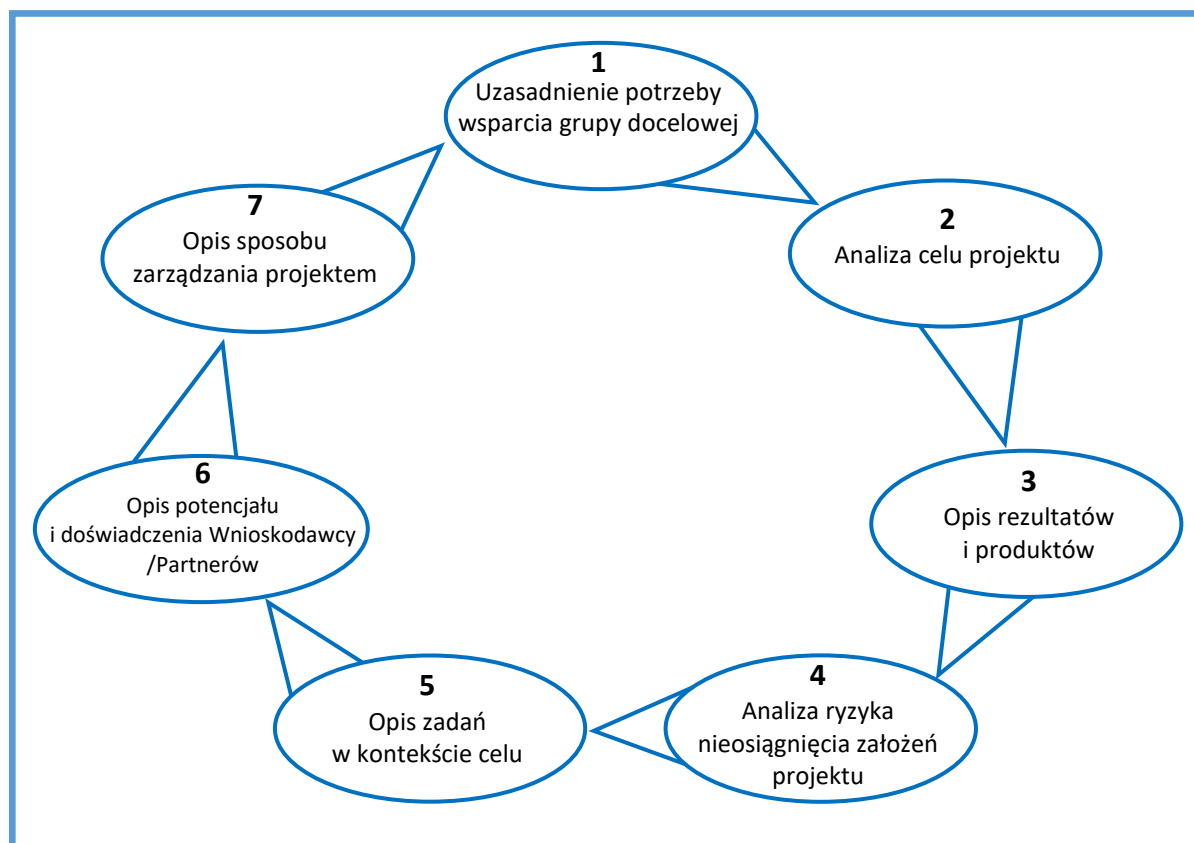 1
Uzasadnienie potrzeby
wsparcia grupy docelowej
2
Analiza celu projektu
3
Opis rezultatów
i produktów
4
Analiza ryzyka
nieosiągnięcia założeń
projektu
5
Opis zadań
w kontekście celu
6
Opis potencjału
i doświadczenia Wnioskodawcy
/Partnerów
7
Opis sposobu
zarządzania projektem